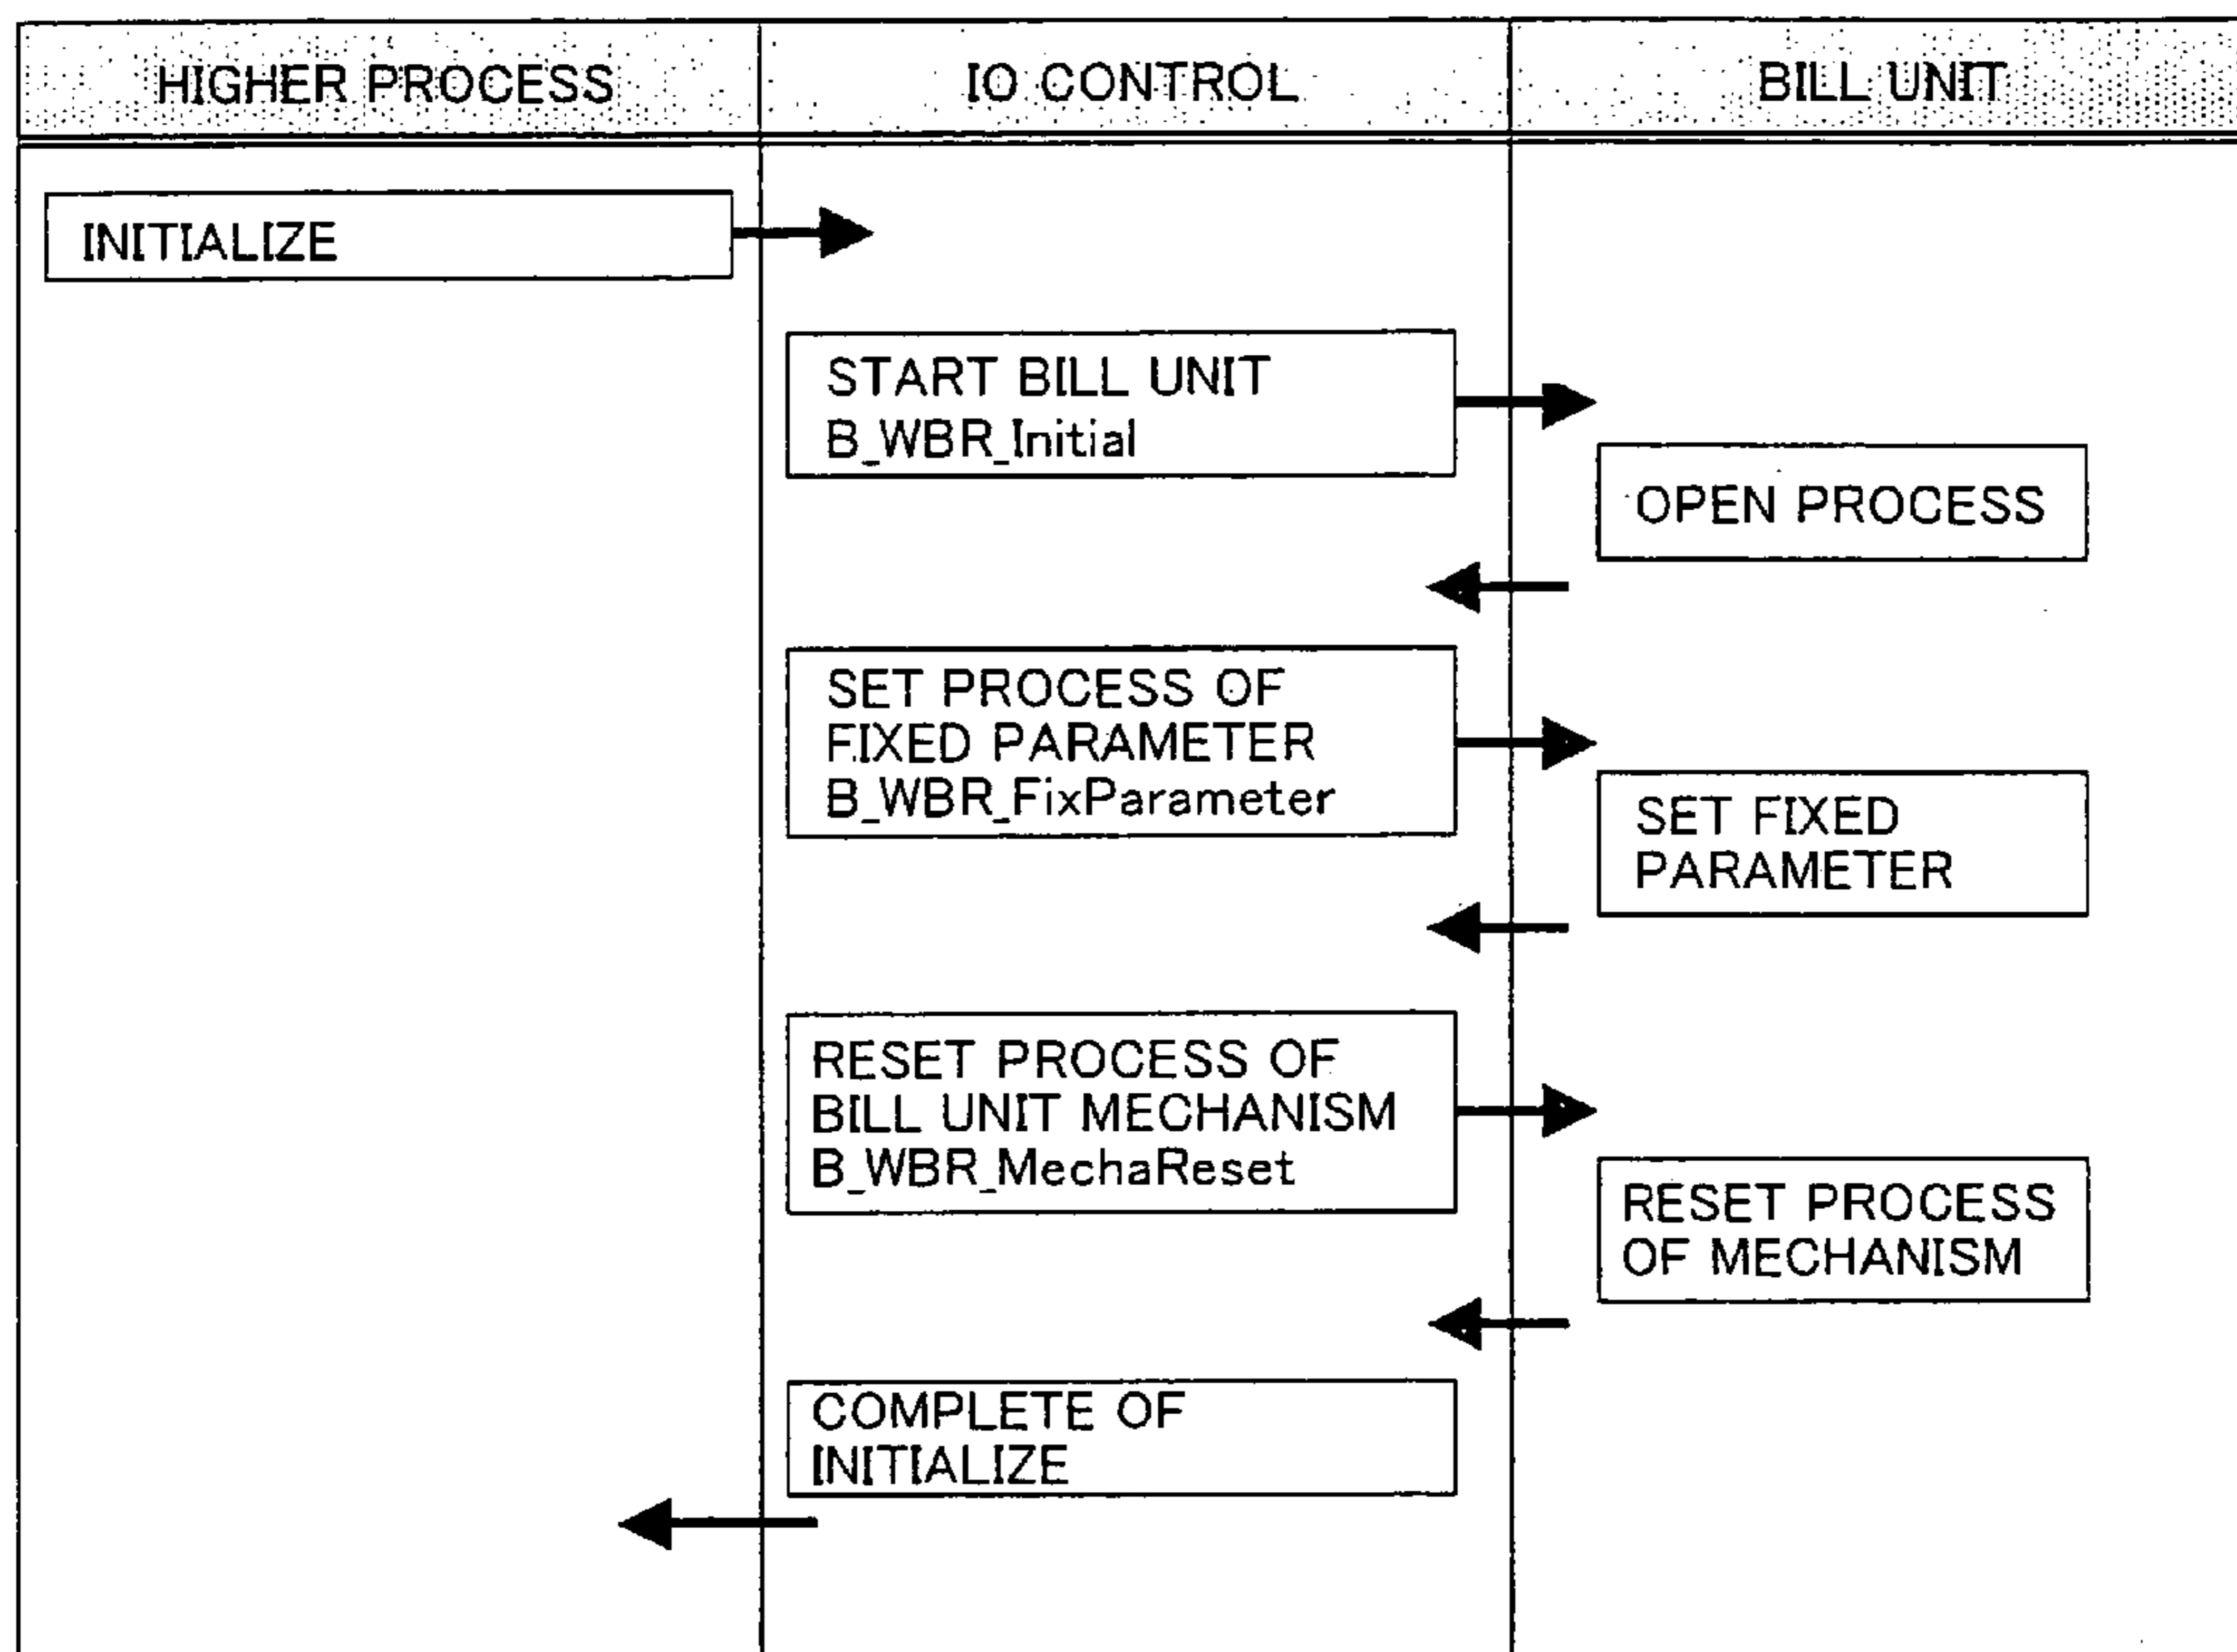 HIGHER PROCESS
IO CONTROL
BILL UNIT
INITIALIZE
START BILL UNIT
B_WBR_Initial
OPEN PROCESS
SET PROCESS OF
FIXED PARAMETER
B_WBR_FixParameter
SET FIXED
PARAMETER
RESET PROCESS OF
BILL UNIT MECHANISM
B_WBR_MechaReset
RESET PROCESS
OF MECHANISM
COMPLETE OF
INITIALIZE